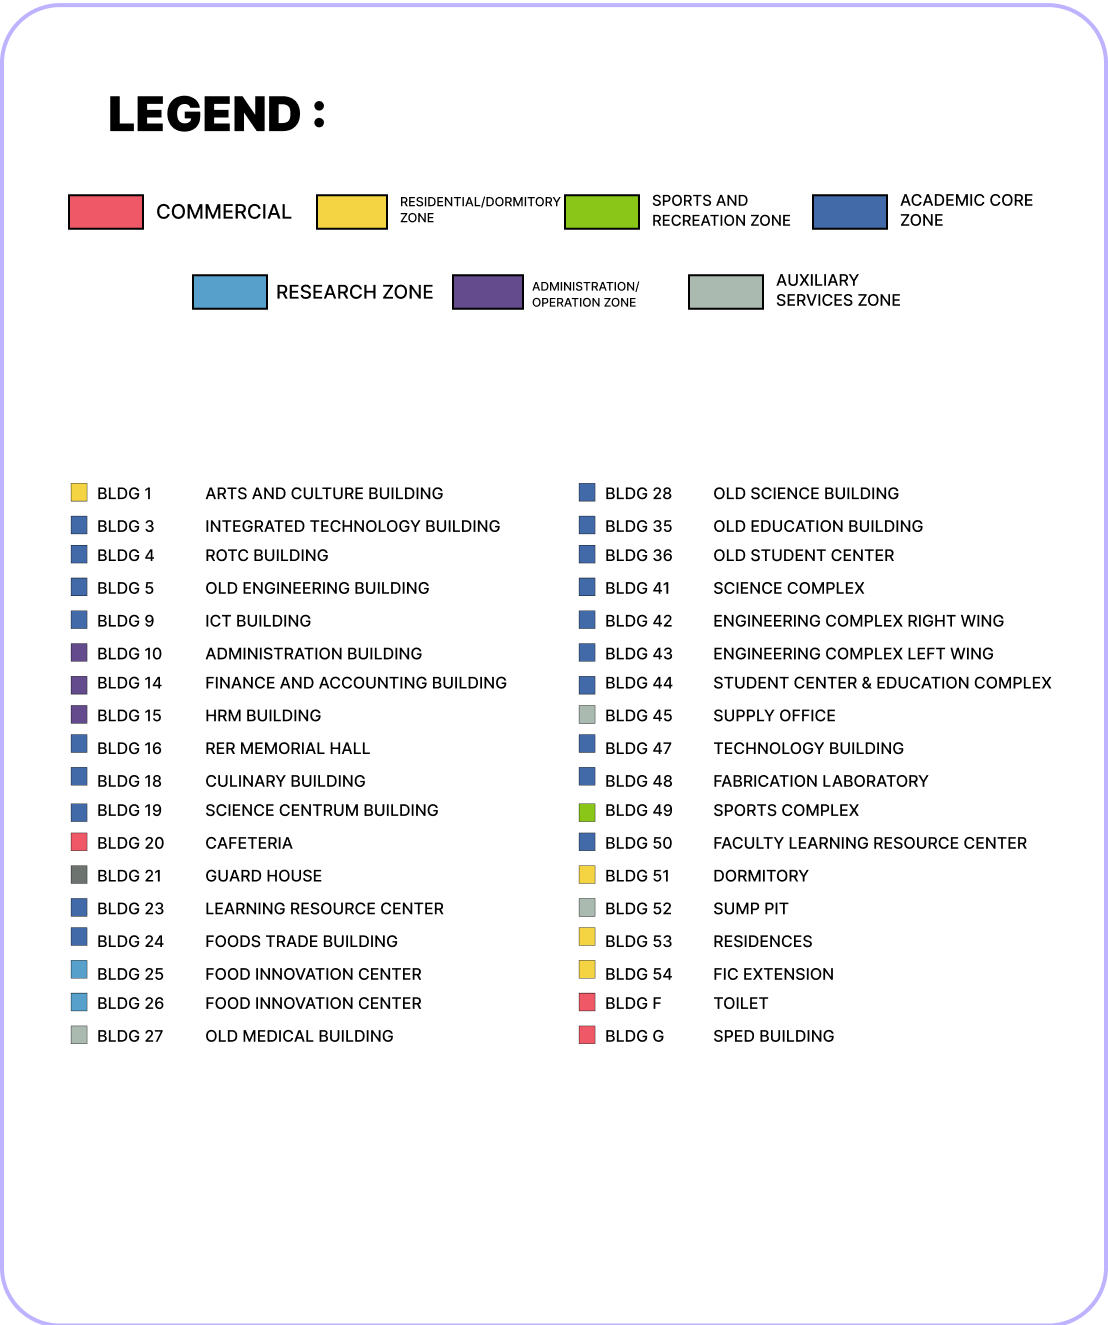 LEGEND :
COMMERCIAL
RESIDENTIAL/DORMITORY
ZONE
SPORTS AND
RECREATION ZONE
ACADEMIC CORE
ZONE
RESEARCH ZONE
ADMINISTRATION/
OPERATION ZONE
AUXILIARY
SERVICES ZONE
BLDG 1 ARTS AND CULTURE BUILDING
BLDG 3 INTEGRATED TECHNOLOGY BUILDING
BLDG 4 ROTC BUILDING
BLDG 5 OLD ENGINEERING BUILDING
BLDG 9 ICT BUILDING
BLDG 10 ADMINISTRATION BUILDING
BLDG 14 FINANCE AND ACCOUNTING BUILDING
BLDG 15 HRM BUILDING
BLDG 16 RER MEMORIAL HALL
BLDG 18 CULINARY BUILDING
BLDG 19 SCIENCE CENTRUM BUILDING
BLDG 20 CAFETERIA
BLDG 21 GUARD HOUSE
BLDG 23 LEARNING RESOURCE CENTER
BLDG 24 FOODS TRADE BUILDING
BLDG 25 FOOD INNOVATION CENTER
BLDG 26 FOOD INNOVATION CENTER
BLDG 27 OLD MEDICAL BUILDING
BLDG 28 OLD SCIENCE BUILDING
BLDG 35 OLD EDUCATION BUILDING
BLDG 36 OLD STUDENT CENTER
BLDG 41 SCIENCE COMPLEX
BLDG 42 ENGINEERING COMPLEX RIGHT WING
BLDG 43 ENGINEERING COMPLEX LEFT WING
BLDG 44 STUDENT CENTER & EDUCATION COMPLEX
BLDG 45 SUPPLY OFFICE
BLDG 47 TECHNOLOGY BUILDING
BLDG 48 FABRICATION LABORATORY
BLDG 49 SPORTS COMPLEX
BLDG 50 FACULTY LEARNING RESOURCE CENTER
BLDG 51 DORMITORY
BLDG 52 SUMP PIT
BLDG 53 RESIDENCES
BLDG 54 FIC EXTENSION
BLDG F TOILET
BLDG G SPED BUILDING